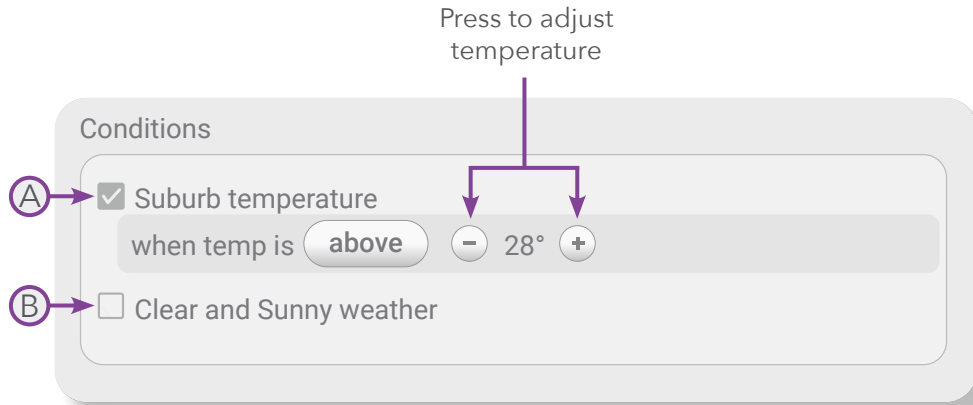 Press to adjust
temperature
Conditions
A
Suburb temperature
when temp is above - 28° +
B
Clear and Sunny weather